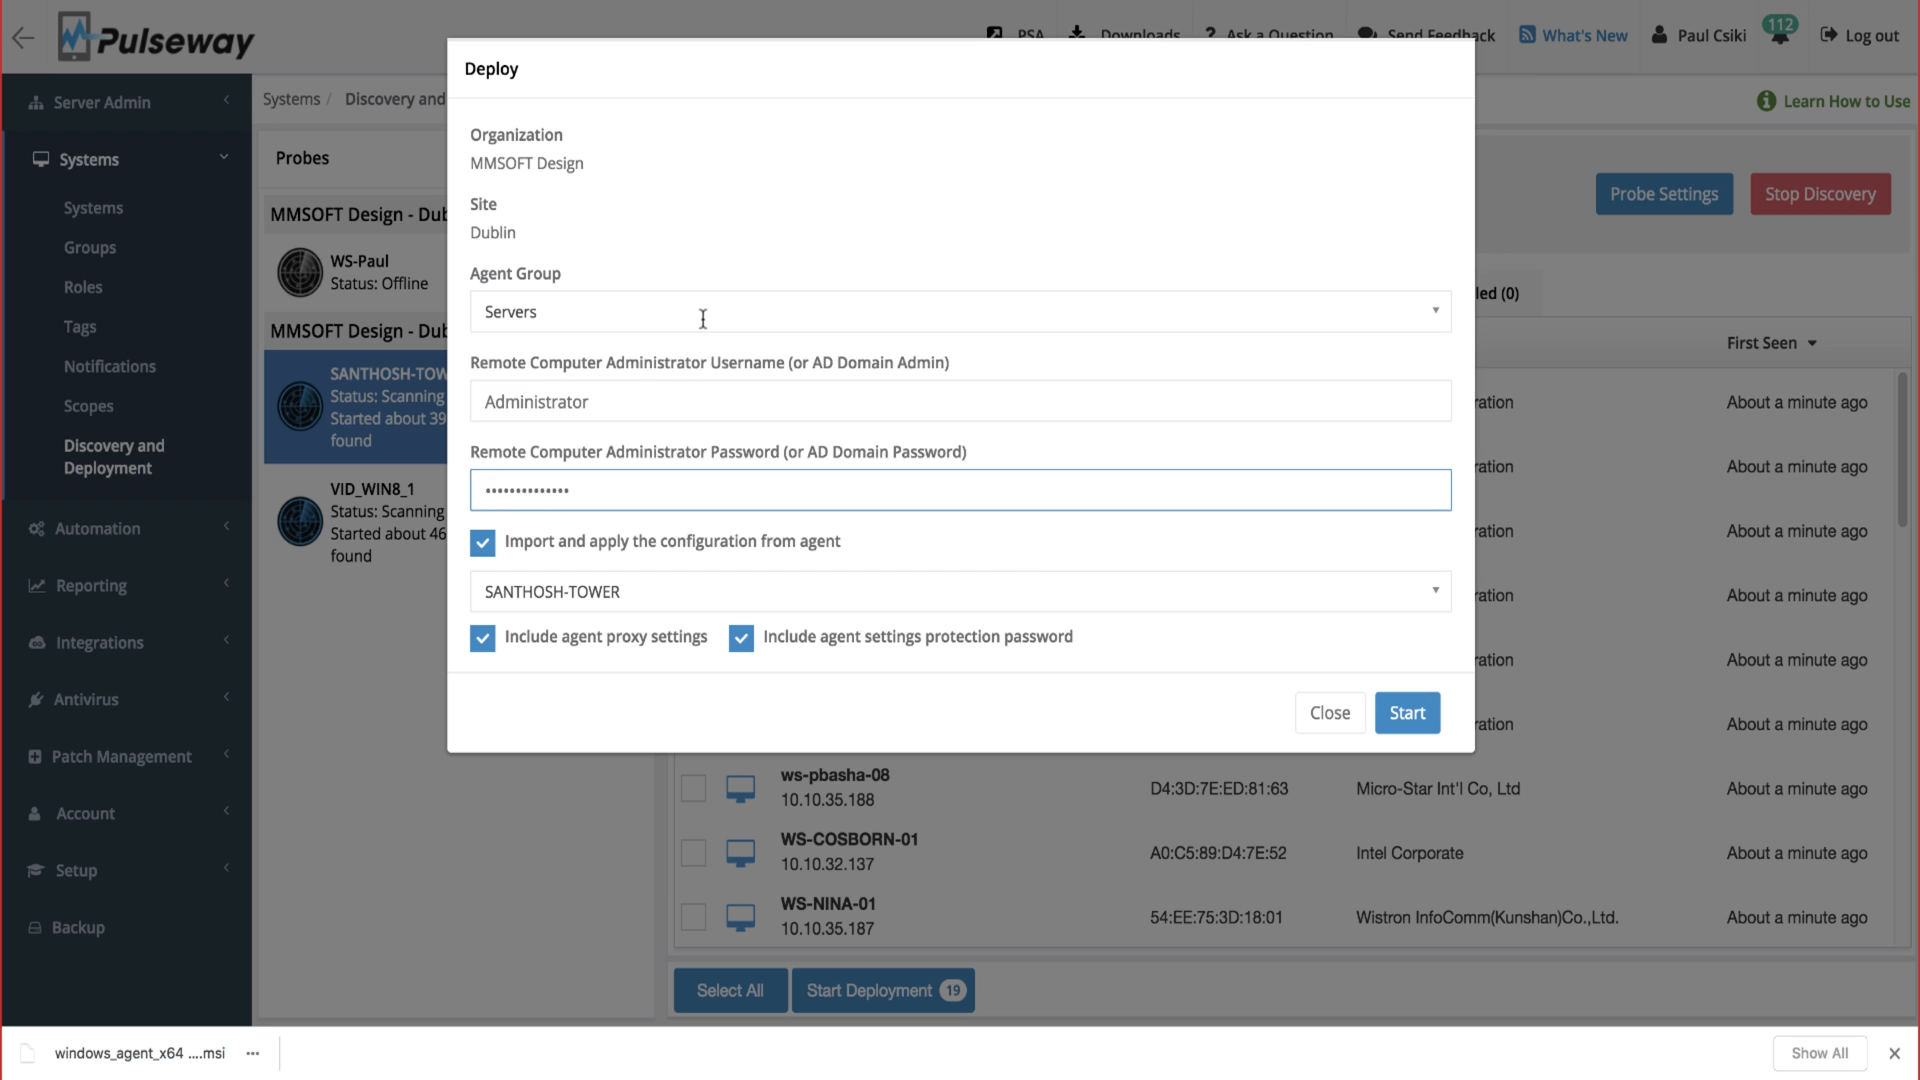 Pulseway
PSA
Downloads
? Ask a Question
Send Feedback
What's New
Paul Csiki
112
Log out
Server Admin
Systems
Systems
Groups
Roles
Tags
Notifications
Scopes
Discovery and
Deployment
Automation
Reporting
Integrations
Antivirus
Patch Management
Account
Setup
Backup
Systems / Discovery and
Learn How to Use
Probes
MMSOFT Design - Dub
WS-Paul
Status: Offline
MMSOFT Design - Dub
SANTHOSH-TOW
Status: Scanning
Started about 39
found
VID_WIN8_1
Status: Scanning
Started about 46
found
Deploy
Organization
MMSOFT Design
Site
Dublin
Agent Group
Servers
Remote Computer Administrator Username (or AD Domain Admin)
Administrator
Remote Computer Administrator Password (or AD Domain Password)
••••••••••••••
Import and apply the configuration from agent
SANTHOSH-TOWER
Include agent proxy settings
Include agent settings protection password
Close
Start
Probe Settings
Stop Discovery
led (0)
First Seen
ration About a minute ago
ration About a minute ago
ration About a minute ago
ration About a minute ago
ration About a minute ago
ration About a minute ago
ws-pbasha-08
10.10.35.188
D4:3D:7E:ED:81:63 Micro-Star Int'l Co, Ltd About a minute ago
WS-COSBORN-01
10.10.32.137
A0:C5:89:D4:7E:52 Intel Corporate About a minute ago
WS-NINA-01
10.10.35.187
54:EE:75:3D:18:01 Wistron InfoComm(Kunshan)Co.,Ltd. About a minute ago
Select All
Start Deployment 19
windows_agent_x64 ....msi
Show All